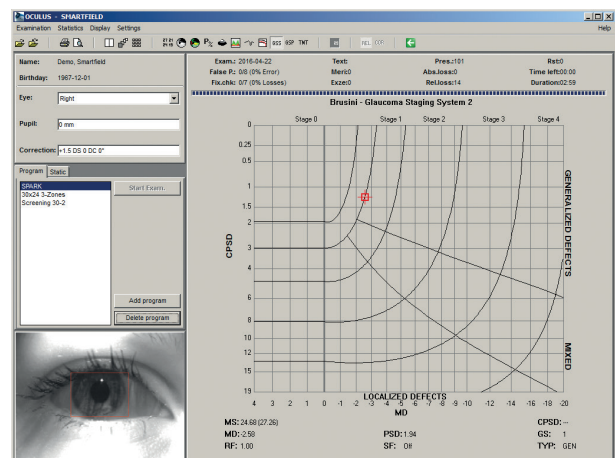 OCULUS - SMARTFIELD
Examination Statistics Display Settings Help
GSS GSP TNT REL COR
Name: Demo, Smartfield
Birthday: 1967-12-01
Eye: Right
Pupil: 0 mm
Correction: +1.5 DS 0 DC 0°
Program Static
SPARK
30x24 3-Zones
Screening 30-2
Start Exam.
Add program
Delete program
Exam.: 2016-04-22 Text: Pres.:101 Rst:0
False P.: 0/8 (0% Error) Meri:0 Abs.loss:0 Time left:00:00
Fix.chk: 0/7 (0% Losses) Exze:0 Rel.loss:14 Duration:02:59
Brusini - Glaucoma Staging System 2
Stage 0 Stage 1 Stage 2 Stage 3 Stage 4
0
0.25
0.5
1
1.5
2
3
4
6
8
10
12
15
19
CPSD
GENERALIZED DEFECTS
MIXED
LOCALIZED DEFECTS
4 3 2 1 0 -1 -2 -3 -4 -5 -6 -7 -8 -9 -10 -12 -14 -16 -18 -20
MD
MS: 24.68 (27.26) CPSD: --
MD: -2.58 PSD: 1.94 GS: 1
RF: 1.00 SF: Off TYP: GEN